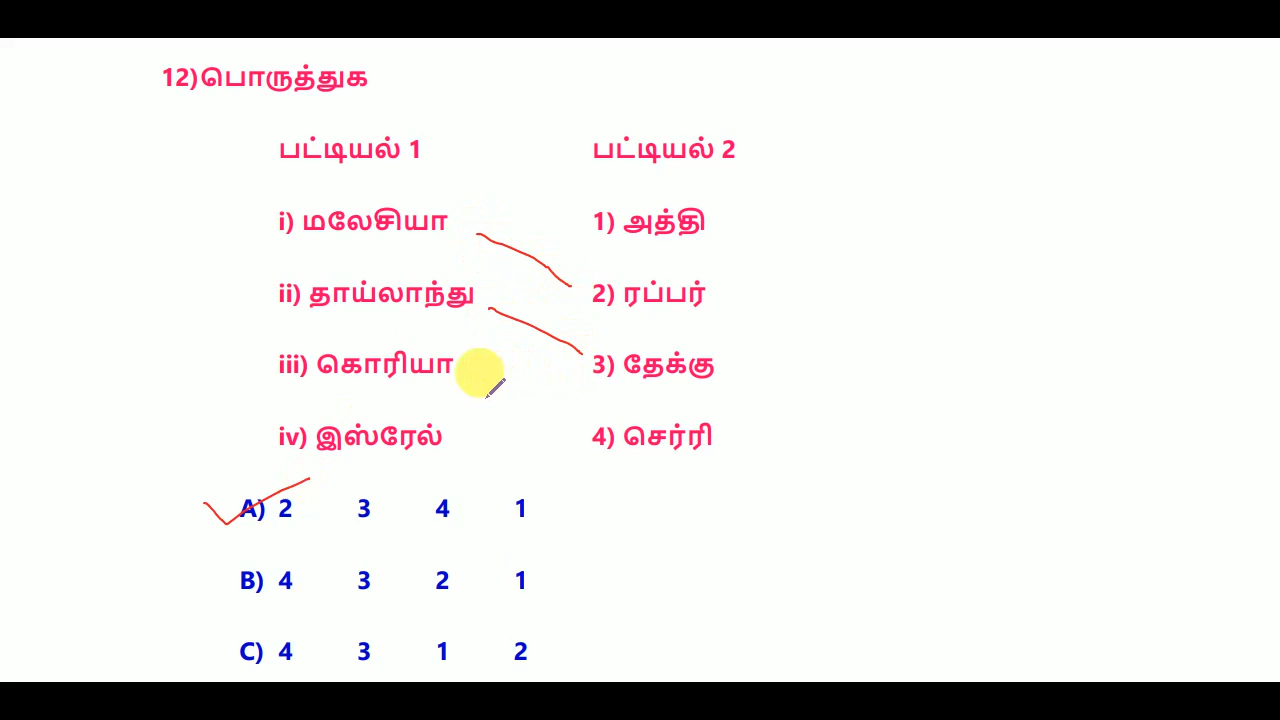 12)பொருத்துக
பட்டியல் 1 பட்டியல் 2
i) மலேசியா 1) அத்தி
ii) தாய்லாந்து 2) ரப்பர்
iii) கொரியா 3) தேக்கு
iv) இஸ்ரேல் 4) செர்ரி
A) 2 3 4 1
B) 4 3 2 1
C) 4 3 1 2